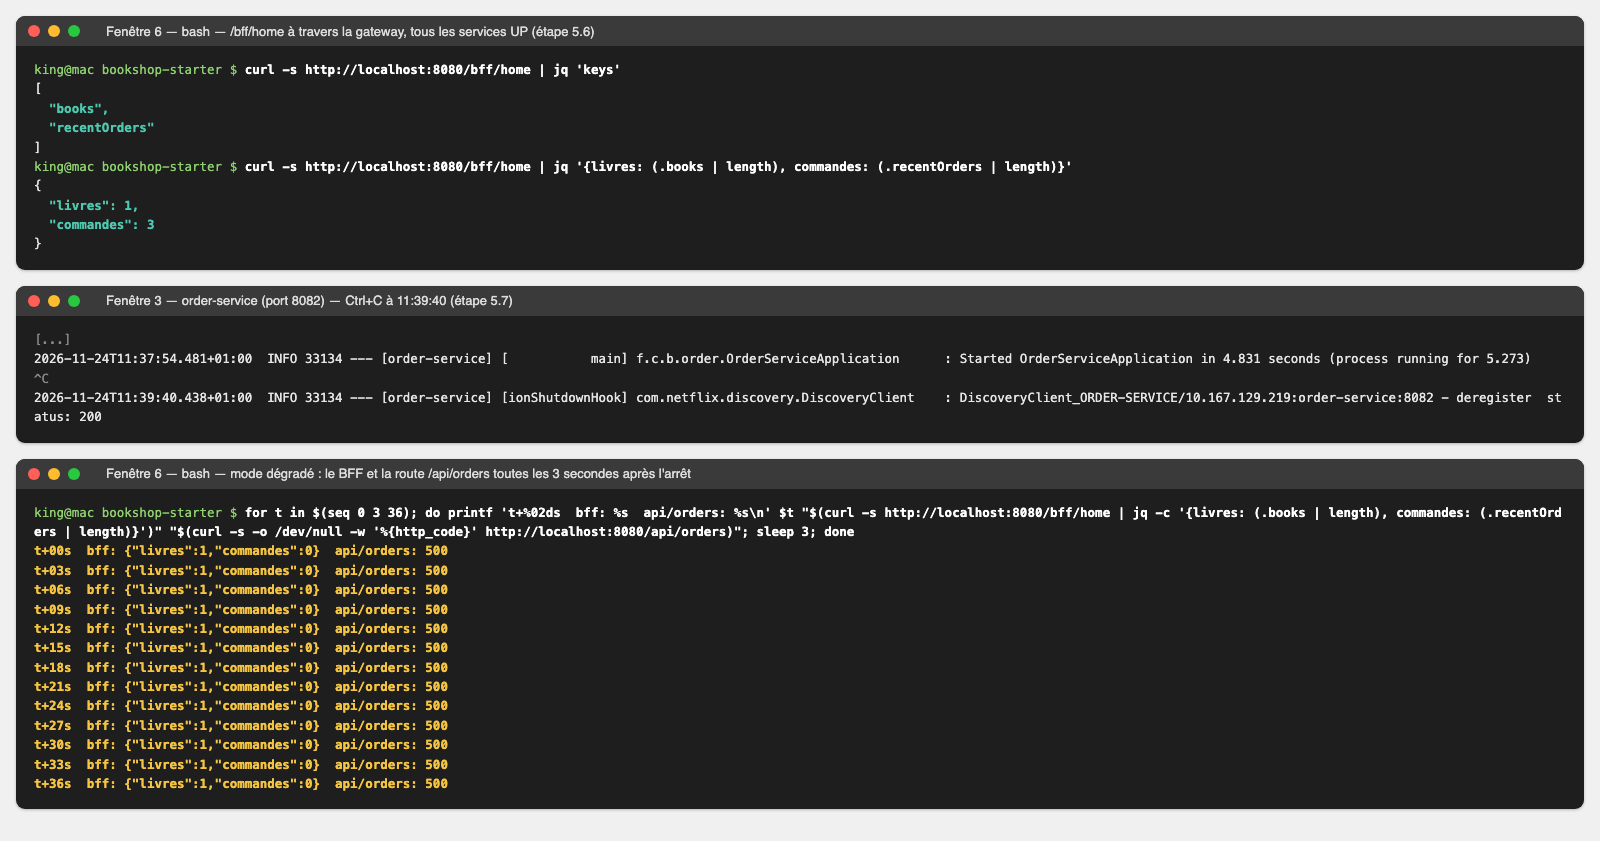 Fenêtre 6 — bash — /bff/home à travers la gateway, tous les services UP (étape 5.6)
king@mac bookshop-starter $ curl -s http://localhost:8080/bff/home | jq 'keys'
[
  "books",
  "recentOrders"
]
king@mac bookshop-starter $ curl -s http://localhost:8080/bff/home | jq '{livres: (.books | length), commandes: (.recentOrders | length)}'
{
  "livres": 1,
  "commandes": 3
}
Fenêtre 3 — order-service (port 8082) — Ctrl+C à 11:39:40 (étape 5.7)
[...]
2026-11-24T11:37:54.481+01:00  INFO 33134 --- [order-service] [           main] f.c.b.order.OrderServiceApplication      : Started OrderServiceApplication in 4.831 seconds (process running for 5.273)
^C
2026-11-24T11:39:40.438+01:00  INFO 33134 --- [order-service] [ionShutdownHook] com.netflix.discovery.DiscoveryClient    : DiscoveryClient_ORDER-SERVICE/10.167.129.219:order-service:8082 - deregister  st
atus: 200
Fenêtre 6 — bash — mode dégradé : le BFF et la route /api/orders toutes les 3 secondes après l'arrêt
king@mac bookshop-starter $ for t in $(seq 0 3 36); do printf 't+%02ds  bff: %s  api/orders: %s\n' $t "$(curl -s http://localhost:8080/bff/home | jq -c '{livres: (.books | length), commandes: (.recentOrd
ers | length)}')" "$(curl -s -o /dev/null -w '%{http_code}' http://localhost:8080/api/orders)"; sleep 3; done
t+00s  bff: {"livres":1,"commandes":0}  api/orders: 500
t+03s  bff: {"livres":1,"commandes":0}  api/orders: 500
t+06s  bff: {"livres":1,"commandes":0}  api/orders: 500
t+09s  bff: {"livres":1,"commandes":0}  api/orders: 500
t+12s  bff: {"livres":1,"commandes":0}  api/orders: 500
t+15s  bff: {"livres":1,"commandes":0}  api/orders: 500
t+18s  bff: {"livres":1,"commandes":0}  api/orders: 500
t+21s  bff: {"livres":1,"commandes":0}  api/orders: 500
t+24s  bff: {"livres":1,"commandes":0}  api/orders: 500
t+27s  bff: {"livres":1,"commandes":0}  api/orders: 500
t+30s  bff: {"livres":1,"commandes":0}  api/orders: 500
t+33s  bff: {"livres":1,"commandes":0}  api/orders: 500
t+36s  bff: {"livres":1,"commandes":0}  api/orders: 500